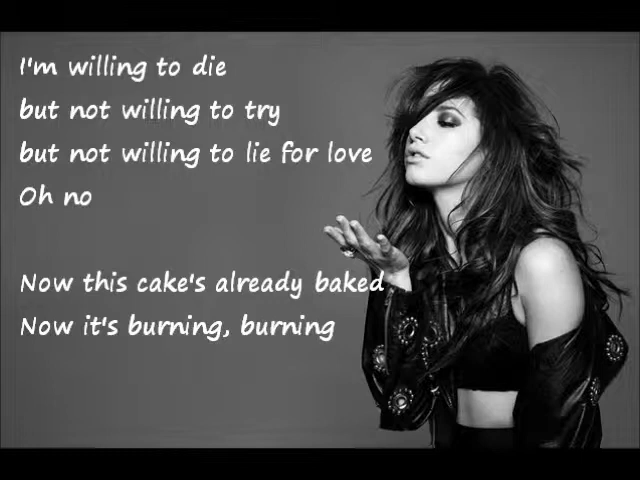 I'm willing to die
but not willing to try
but not willing to lie for love
Oh no
Now this cake's already baked
Now it's burning, burning